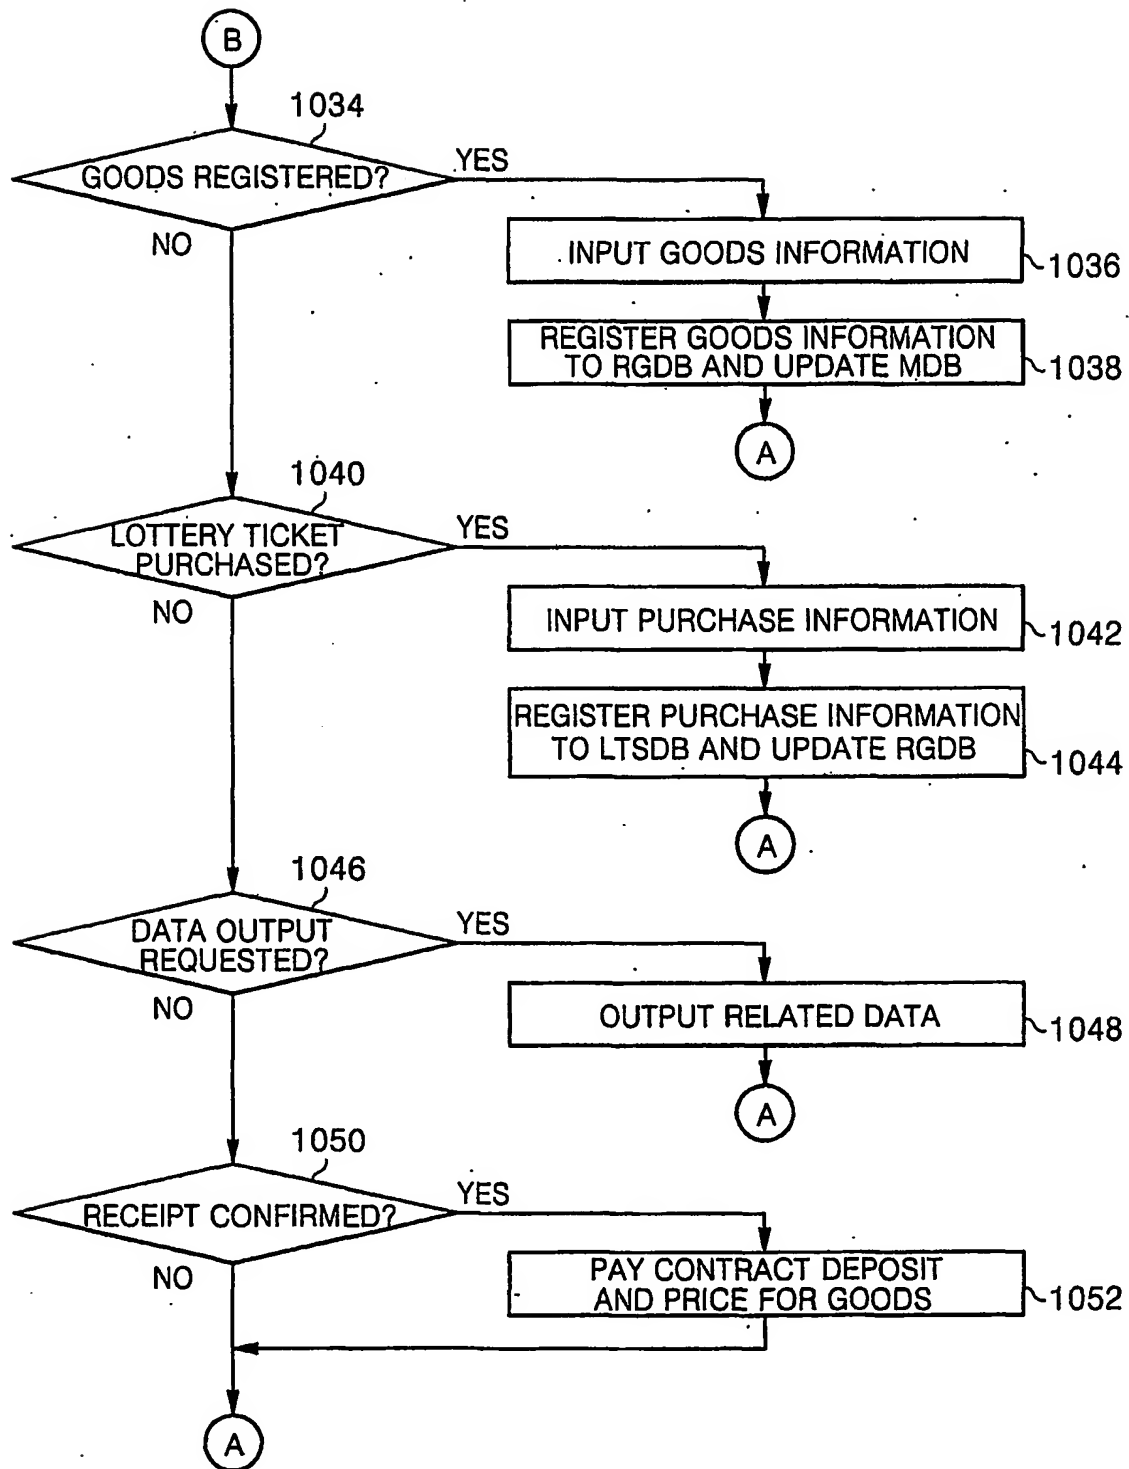 B
1034
GOODS REGISTERED?
YES
NO
INPUT GOODS INFORMATION
1036
REGISTER GOODS INFORMATION
TO RGDB AND UPDATE MDB
1038
A
1040
LOTTERY TICKET
PURCHASED?
YES
NO
INPUT PURCHASE INFORMATION
1042
REGISTER PURCHASE INFORMATION
TO LTSDB AND UPDATE RGDB
1044
A
1046
DATA OUTPUT
REQUESTED?
YES
NO
OUTPUT RELATED DATA
1048
A
1050
RECEIPT CONFIRMED?
YES
NO
PAY CONTRACT DEPOSIT
AND PRICE FOR GOODS
1052
A